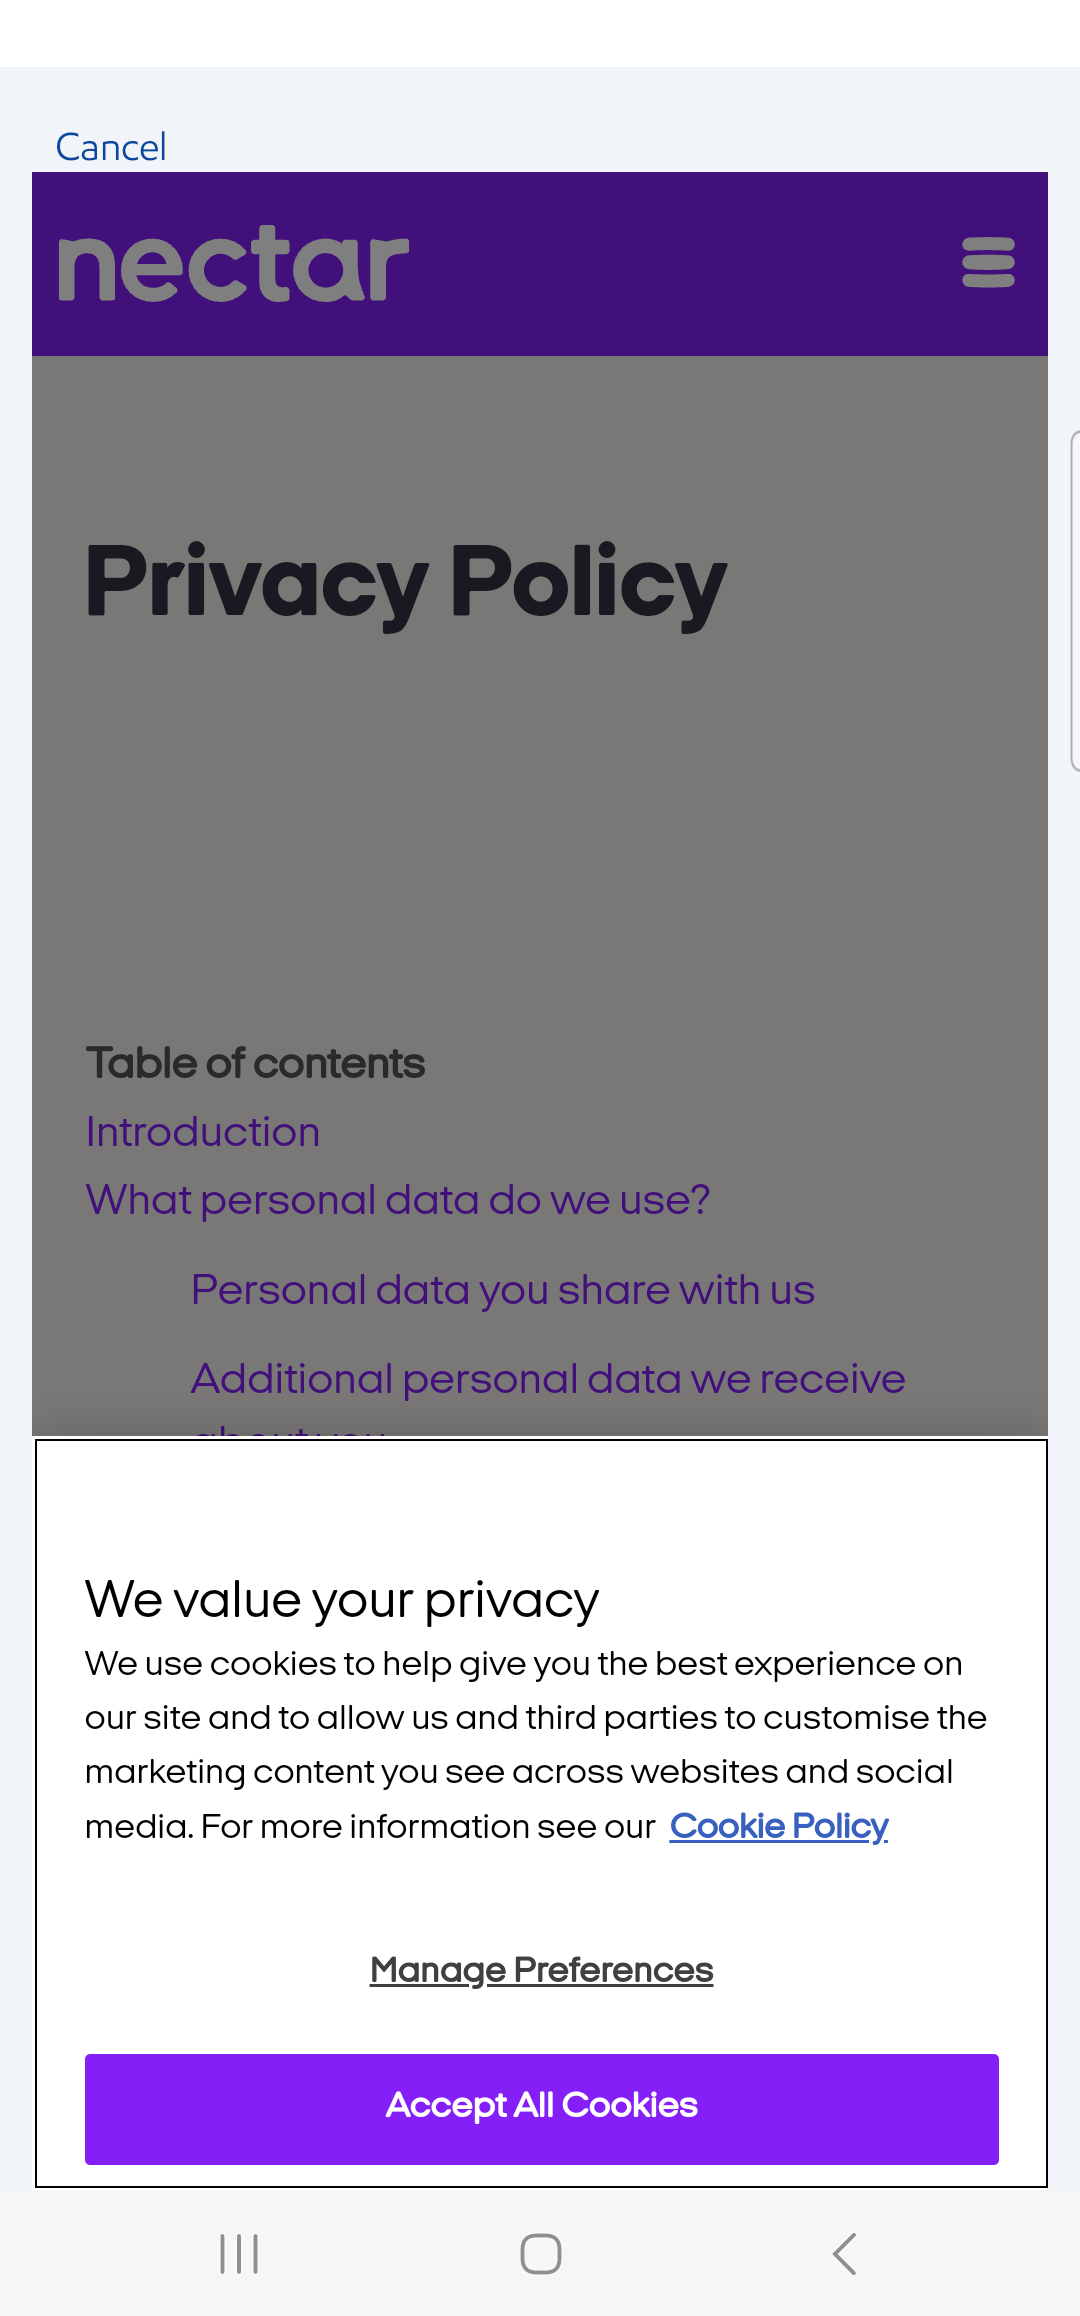 Cancel
nectar
Privacy Policy
Table of contents
Introduction
What personal data do we use?
Personal data you share with us
Additional personal data we receive
about you
We value your privacy
We use cookies to help give you the best experience on
our site and to allow us and third parties to customise the
marketing content you see across websites and social
media. For more information see our Cookie Policy
Manage Preferences
Accept All Cookies